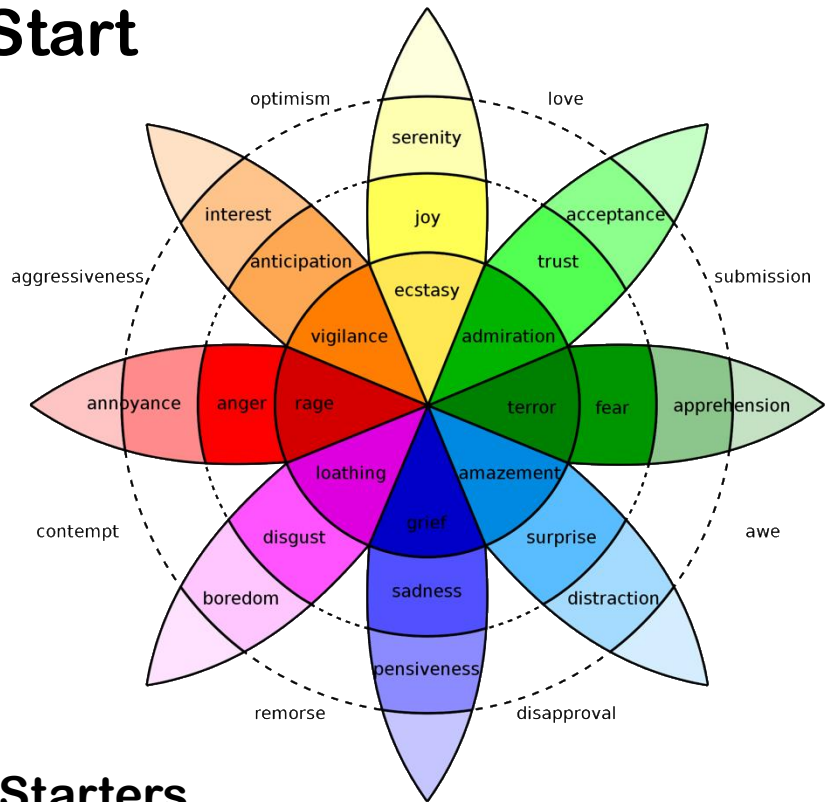 Start
optimism
love
serenity
interest
joy
acceptance
anticipation
trust
aggressiveness
submission
ecstasy
vigilance
admiration
annoyance
anger
rage
terror
fear
apprehension
loathing
amazement
contempt
grief
awe
disgust
surprise
boredom
sadness
distraction
pensiveness
remorse
disapproval
Starters